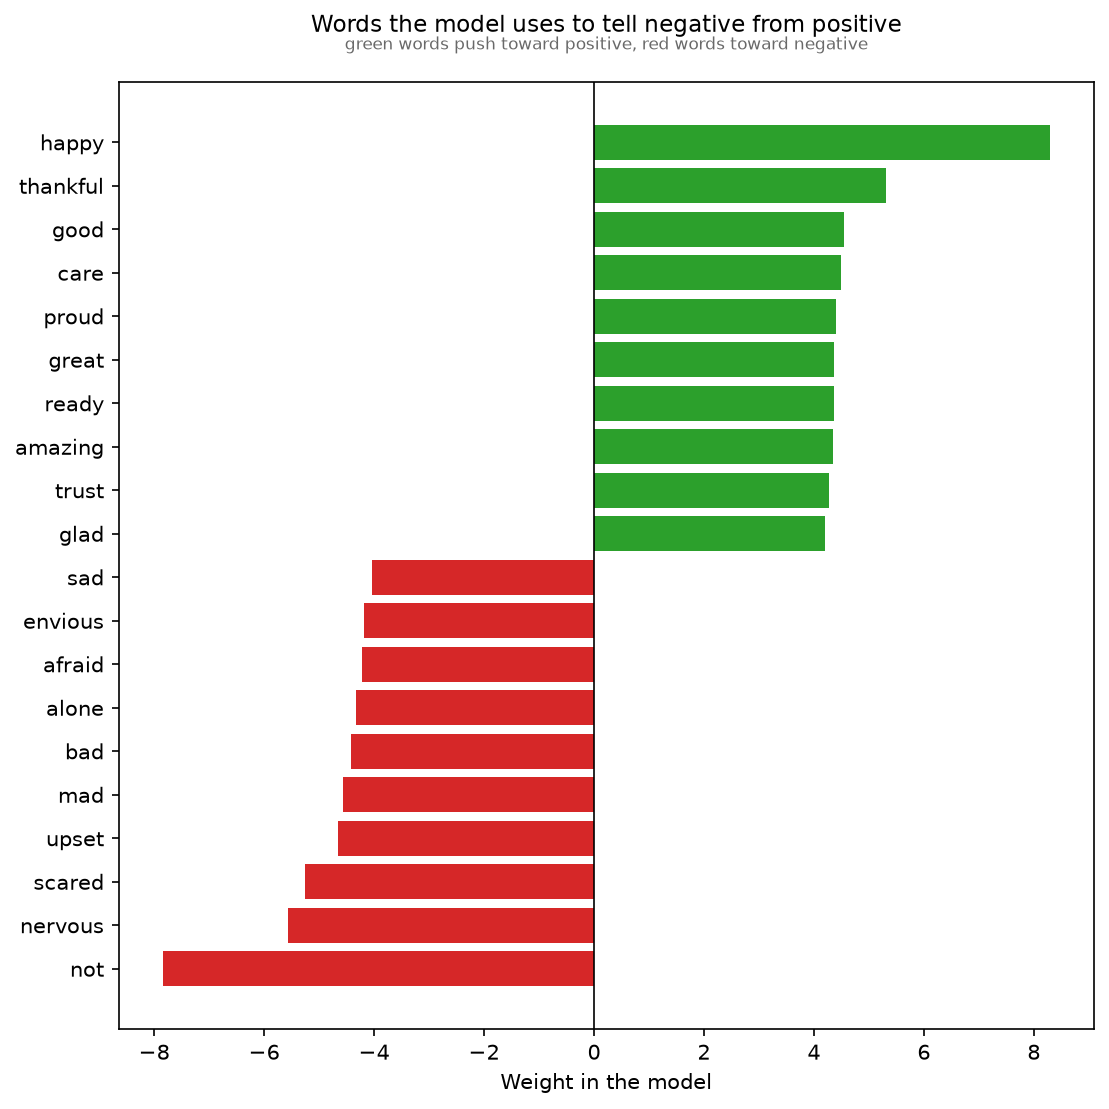 Words the model uses to tell negative from positive
green words push toward positive, red words toward negative
happy
thankful
good
care
proud
great
ready
amazing
trust
glad
sad
envious
afraid
alone
bad
mad
upset
scared
nervous
not
−8 −6 −4 −2 0 2 4 6 8
Weight in the model